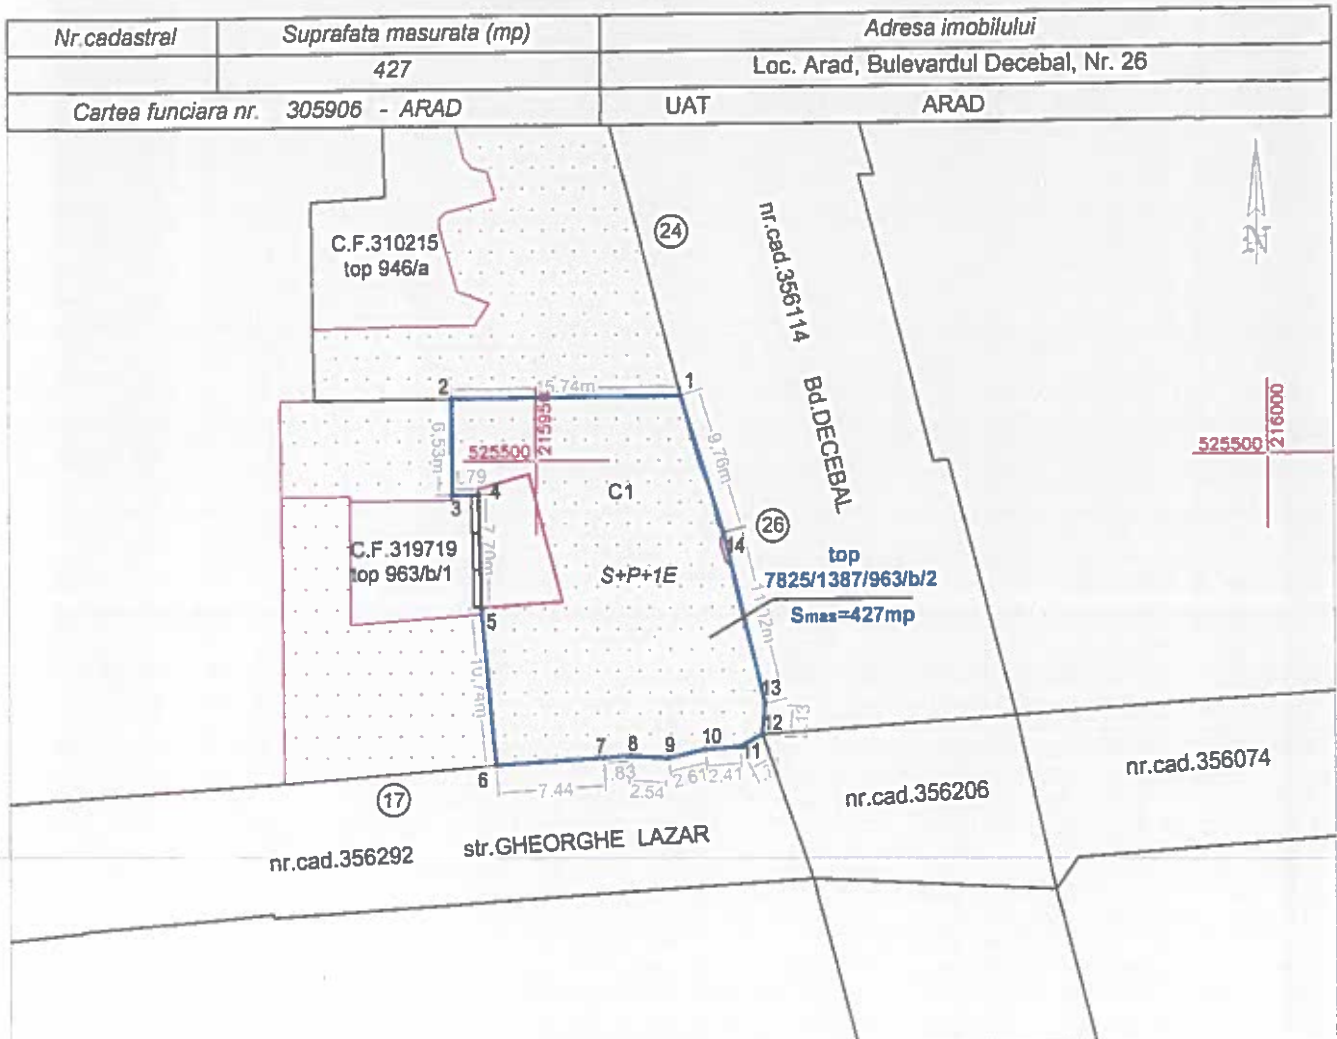 Nr.cadastral
Suprafata masurata (mp)
Adresa imobilului
427
Loc. Arad, Bulevardul Decebal, Nr. 26
Cartea funciara nr. 305906 - ARAD
UAT ARAD
24
nr.cad.356114
C.F.310215
top 946/a
N
2
15.74m
1
Bd.DECEBAL
6,53m
525500
215950
9,76m
525500
216000
.79
3
4
C1
26
14
7.70m
C.F.319719
top 963/b/1
S+P+1E
top
7825/1387/963/b/2
Smas=427mp
11,02m
5
10,74m
13
12
10
11
7
8
9
6
7.44
2.54
2.61
2.41
17
nr.cad.356074
nr.cad.356206
str.GHEORGHE LAZAR
nr.cad.356292